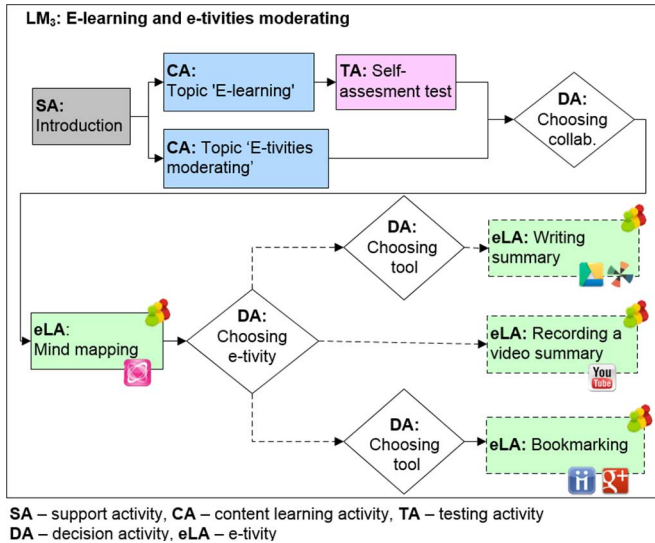 LM₃: E-learning and e-tivities moderating
SA:
Introduction
CA:
Topic 'E-learning'
TA: Self-
assesment test
CA: Topic ‘E-tivities
moderating’
DA:
Choosing
collab.
eLA:
Mind mapping
DA:
Choosing
e-tivity
DA:
Choosing
tool
eLA: Writing
summary
eLA: Recording a
video summary
You
Tube
DA:
Choosing
tool
eLA: Bookmarking
g+
SA – support activity, CA – content learning activity, TA – testing activity
DA – decision activity, eLA – e-tivity